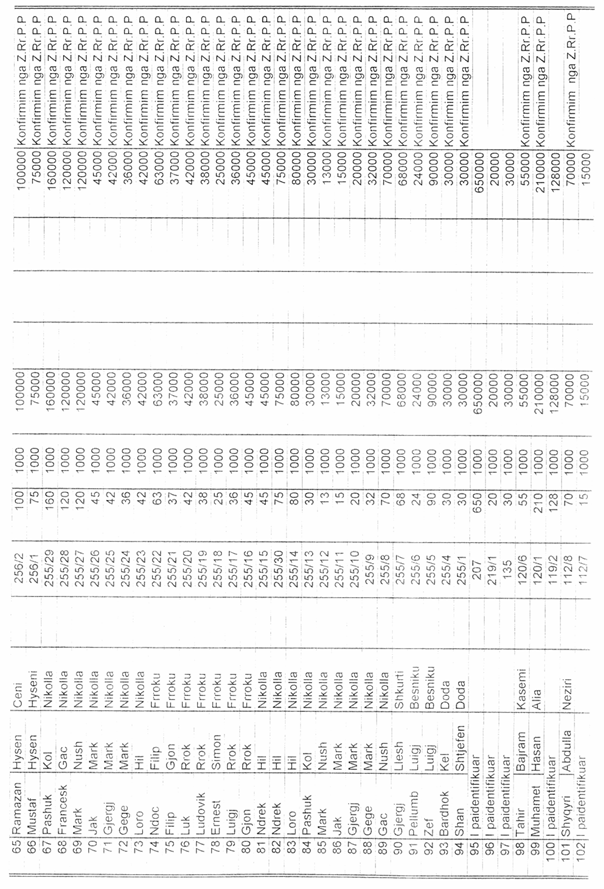 65 Ramazan Hysen Ceni 256/2 100 1000 100000 100000 Konfirmim nga Z.Rr.P.P
66 Mustaf Hysen Hyseni 256/1 75 1000 75000 75000 Konfirmim nga Z.Rr.P.P
67 Pashuk Kol Nikolla 255/29 160 1000 160000 160000 Konfirmim nga Z.Rr.P.P
68 Francesk Gac Nikolla 255/28 120 1000 120000 120000 Konfirmim nga Z.Rr.P.P
69 Mark Nush Nikolla 255/27 120 1000 120000 120000 Konfirmim nga Z.Rr.P.P
70 Jak Mark Nikolla 255/26 45 1000 45000 45000 Konfirmim nga Z.Rr.P.P
71 Gjergj Mark Nikolla 255/25 42 1000 42000 42000 Konfirmim nga Z.Rr.P.P
72 Gege Mark Nikolla 255/24 36 1000 36000 36000 Konfirmim nga Z.Rr.P.P
73 Loro Hil Nikolla 255/23 42 1000 42000 42000 Konfirmim nga Z.Rr.P.P
74 Ndoc Filip Frroku 255/22 63 1000 63000 63000 Konfirmim nga Z.Rr.P.P
75 Filip Gjon Frroku 255/21 37 1000 37000 37000 Konfirmim nga Z.Rr.P.P
76 Luk Rrok Frroku 255/20 42 1000 42000 42000 Konfirmim nga Z.Rr.P.P
77 Ludovik Rrok Frroku 255/19 38 1000 38000 38000 Konfirmim nga Z.Rr.P.P
78 Ernest Simon Frroku 255/18 25 1000 25000 25000 Konfirmim nga Z.Rr.P.P
79 Luigj Rrok Frroku 255/17 36 1000 36000 36000 Konfirmim nga Z.Rr.P.P
80 Gjon Rrok Frroku 255/16 45 1000 45000 45000 Konfirmim nga Z.Rr.P.P
81 Ndrek Hil Nikolla 255/15 45 1000 45000 45000 Konfirmim nga Z.Rr.P.P
82 Ndrek Hil Nikolla 255/30 75 1000 75000 75000 Konfirmim nga Z.Rr.P.P
83 Loro Hil Nikolla 255/14 80 1000 80000 80000 Konfirmim nga Z.Rr.P.P
84 Pashuk Kol Nikolla 255/13 30 1000 30000 30000 Konfirmim nga Z.Rr.P.P
85 Mark Nush Nikolla 255/12 13 1000 13000 13000 Konfirmim nga Z.Rr.P.P
86 Jak Mark Nikolla 255/11 15 1000 15000 15000 Konfirmim nga Z.Rr.P.P
87 Gjergj Mark Nikolla 255/10 20 1000 20000 20000 Konfirmim nga Z.Rr.P.P
88 Gege Mark Nikolla 255/9 32 1000 32000 32000 Konfirmim nga Z.Rr.P.P
89 Gac Nush Nikolla 255/8 70 1000 70000 70000 Konfirmim nga Z.Rr.P.P
90 Gjergj Llesh Shkurti 255/7 68 1000 68000 68000 Konfirmim nga Z.Rr.P.P
91 Pellumb Luigj Besniku 255/6 24 1000 24000 24000 Konfirmim nga Z.Rr.P.P
92 Zef Luigj Besniku 255/5 90 1000 90000 90000 Konfirmim nga Z.Rr.P.P
93 Bardhok Kel Doda 255/4 30 1000 30000 30000 Konfirmim nga Z.Rr.P.P
94 Shan Shtjefen Doda 255/1 30 1000 30000 30000 Konfirmim nga Z.Rr.P.P
95 I paidentifikuar 207 650 1000 650000 650000
96 I paidentifikuar 219/1 20 1000 20000 20000
97 I paidentifikuar 135 30 1000 30000 30000
98 Tahir Bajram Kasemi 120/6 55 1000 55000 55000 Konfirmim nga Z.Rr.P.P
99 Muhamet Hasan Alia 120/1 210 1000 210000 210000 Konfirmim nga Z.Rr.P.P
100 I paidentifikuar 119/2 128 1000 128000 128000
101 Shyqyri Abdulla Neziri 112/8 70 1000 70000 70000 Konfirmim nga Z.Rr.P.P
102 I paidentifikuar 112/7 15 1000 15000 15000